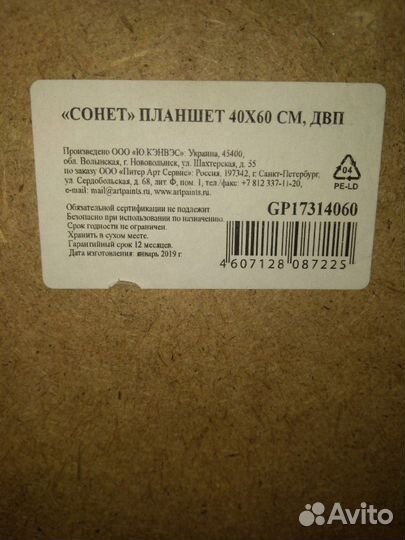 «СОНЕТ» ПЛАНШЕТ 40Х60 СМ, ДВП
Произведено ООО «Ю.КЭНВЭС»: Украина, 45400,
обл. Волынская, г. Нововолынск, ул. Шахтерская, д. 55
по заказу ООО «Питер Арт Сервис»: Россия, 197342, г. Санкт-Петербург,
ул. Сердобольская, д. 68, лит Ф, пом. 1, тел./факс: +7 812 337-11-20,
e-mail: mail@artpaints.ru, www.artpaints.ru
04
PE-LD
Обязательной сертификации не подлежит
Безопасно при использовании по назначению.
Срок годности не ограничен.
Хранить в сухом месте.
Гарантийный срок 12 месяцев.
Дата изготовления: январь 2019 г.
GP17314060
4 607128 087225
Avito